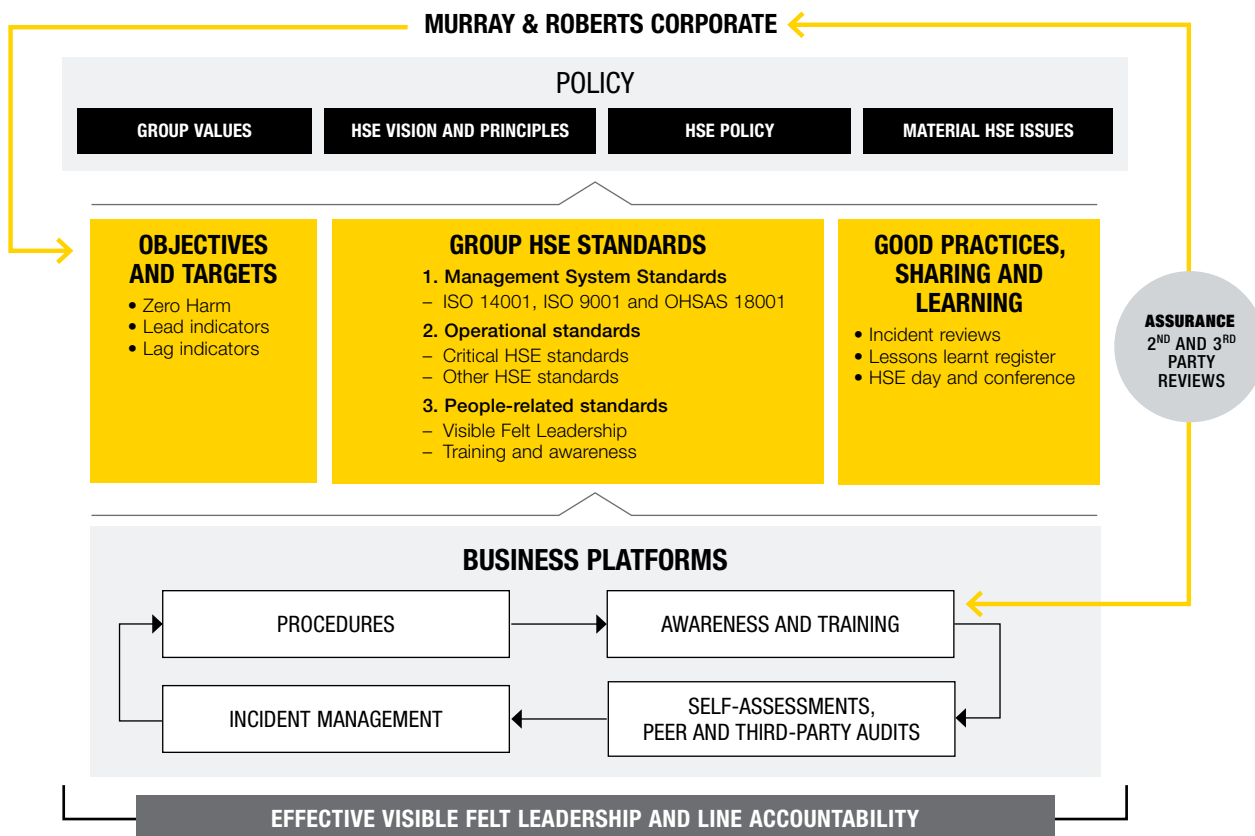 MURRAY & ROBERTS CORPORATE
POLICY
GROUP VALUES
HSE VISION AND PRINCIPLES
HSE POLICY
MATERIAL HSE ISSUES
OBJECTIVES
AND TARGETS
• Zero Harm
• Lead indicators
• Lag indicators
GROUP HSE STANDARDS
1. Management System Standards
– ISO 14001, ISO 9001 and OHSAS 18001
2. Operational standards
– Critical HSE standards
– Other HSE standards
3. People-related standards
– Visible Felt Leadership
– Training and awareness
GOOD PRACTICES,
SHARING AND
LEARNING
• Incident reviews
• Lessons learnt register
• HSE day and conference
ASSURANCE
2ND AND 3RD
PARTY
REVIEWS
BUSINESS PLATFORMS
PROCEDURES
AWARENESS AND TRAINING
INCIDENT MANAGEMENT
SELF-ASSESSMENTS,
PEER AND THIRD-PARTY AUDITS
EFFECTIVE VISIBLE FELT LEADERSHIP AND LINE ACCOUNTABILITY